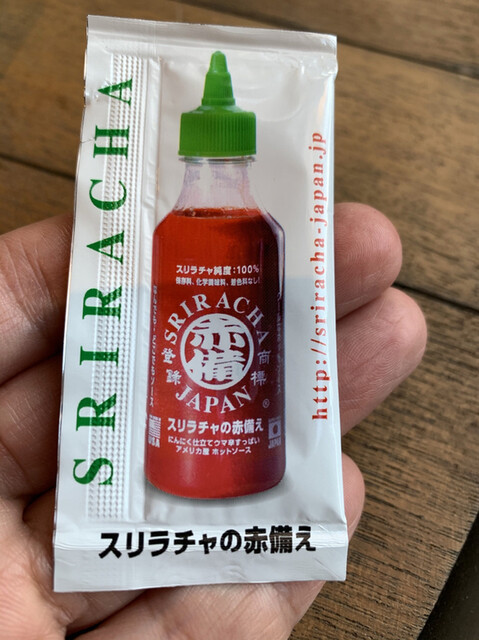 SRIRACHA
スリラチャ純度:100%
保存料、化学調味料、着色料なし!
SRIRACHA
赤備
登録 商標
JAPAN ®
スリラチャの赤備え
USA
JAPAN
にんにく仕立てウマ辛すっぱい
アメリカ産 ホットソース
http://sriracha-japan.jp
スリラチャの赤備え